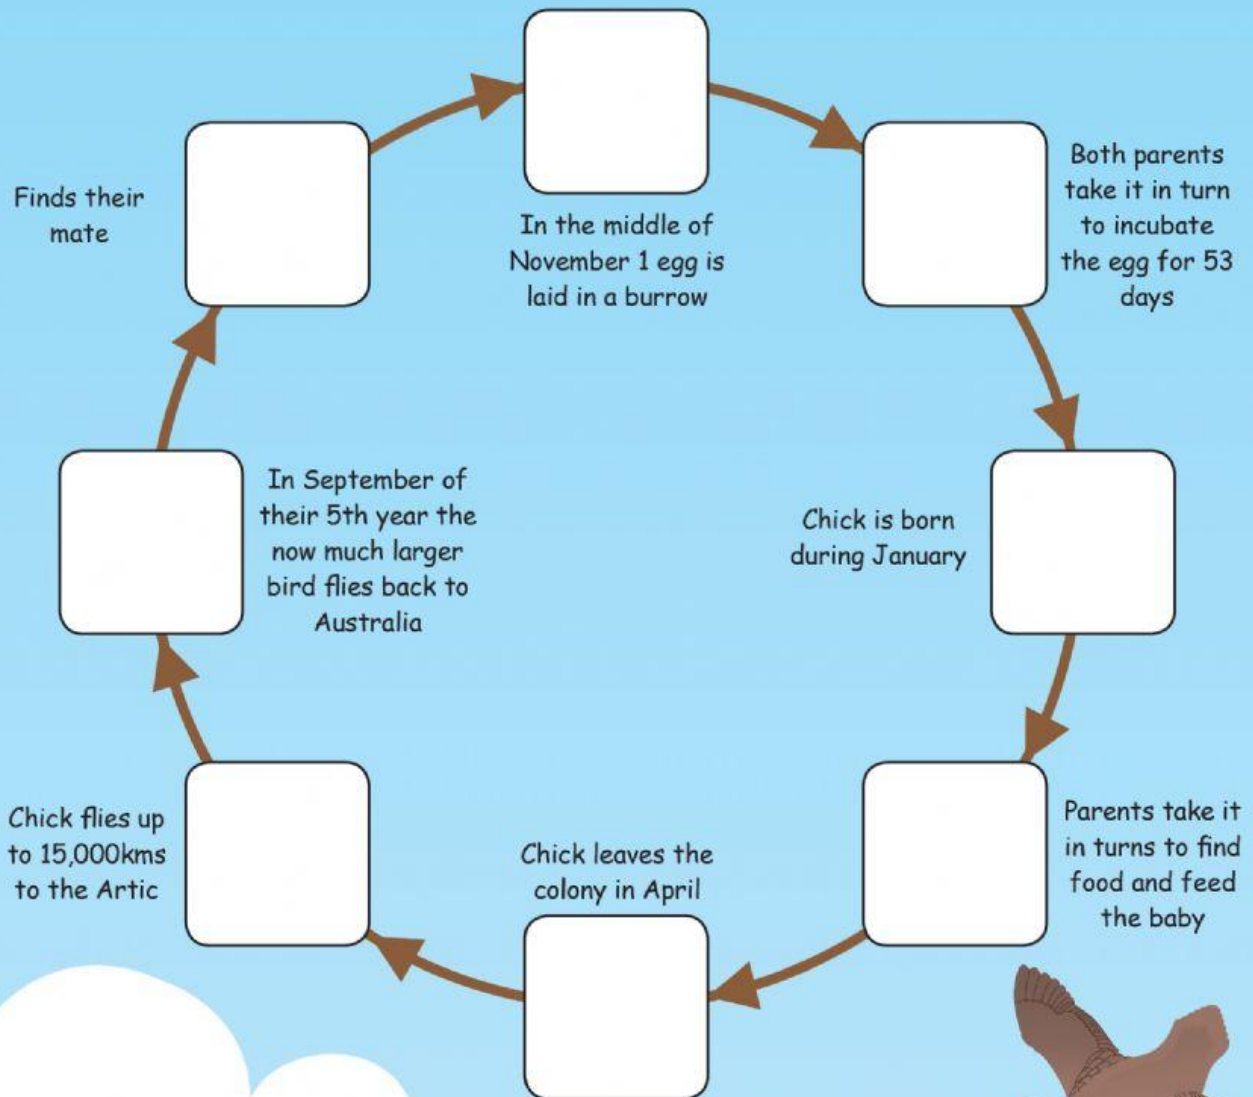 In the middle of
November 1 egg is
laid in a burrow
Both parents
take it in turn
to incubate
the egg for 53
days
Chick is born
during January
Parents take it
in turns to find
food and feed
the baby
Chick leaves the
colony in April
Chick flies up
to 15,000kms
to the Artic
In September of
their 5th year the
now much larger
bird flies back to
Australia
Finds their
mate